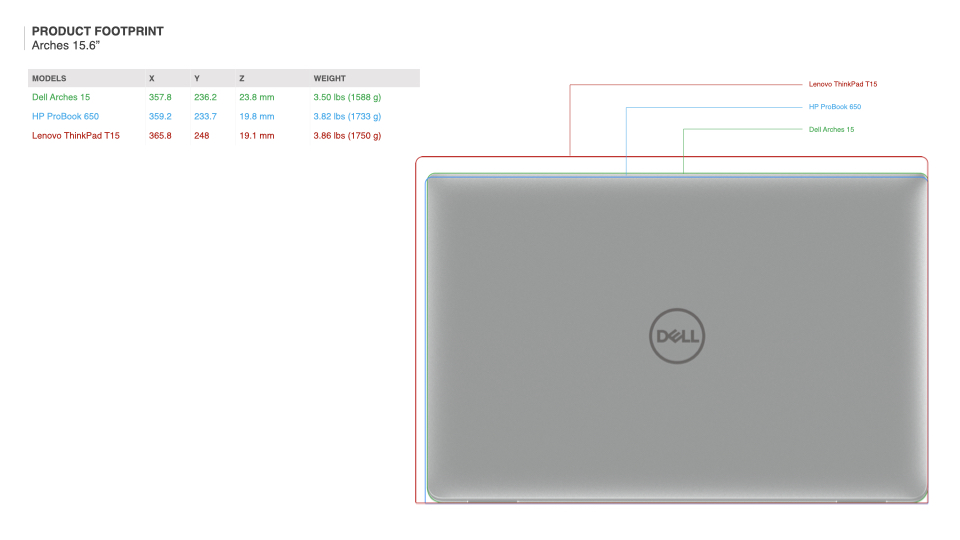 PRODUCT FOOTPRINT
Arches 15.6”
MODELS X Y Z WEIGHT
Dell Arches 15 357.8 236.2 23.8 mm 3.50 lbs (1588 g)
HP ProBook 650 359.2 233.7 19.8 mm 3.82 lbs (1733 g)
Lenovo ThinkPad T15 365.8 248 19.1 mm 3.86 lbs (1750 g)
Lenovo ThinkPad T15
HP ProBook 650
Dell Arches 15
DELL